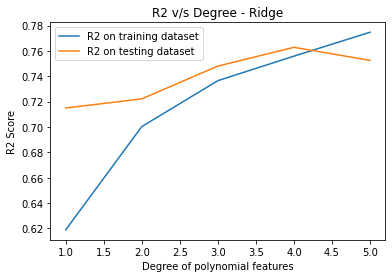 R2 v/s Degree - Ridge
R2 on training dataset
R2 on testing dataset
0.78
0.76
0.74
0.72
0.70
0.68
0.66
0.64
0.62
R2 Score
1.0 1.5 2.0 2.5 3.0 3.5 4.0 4.5 5.0
Degree of polynomial features